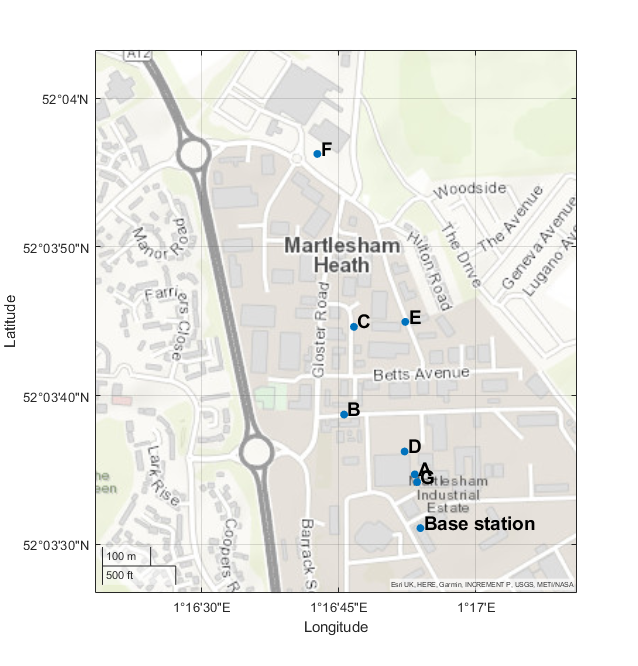 A12
52°04'N
F
Woodside
The Avenue
Geneva Avenue
Lugano Ave
The Drive
Hilton Road
Manor Road
52°03'50"N
Martlesham
Heath
Farriers Close
Gloster Road
C
E
Latitude
Betts Avenue
52°03'40"N
B
D
A
G
Martlesham
Industrial
Estate
Lark Rise
he
een
Base station
Coopers R
Barrack S
52°03'30"N
100 m
500 ft
Esri UK, HERE, Garmin, INCREMENT P, USGS, METI/NASA
1°16'30"E
1°16'45"E
1°17'E
Longitude